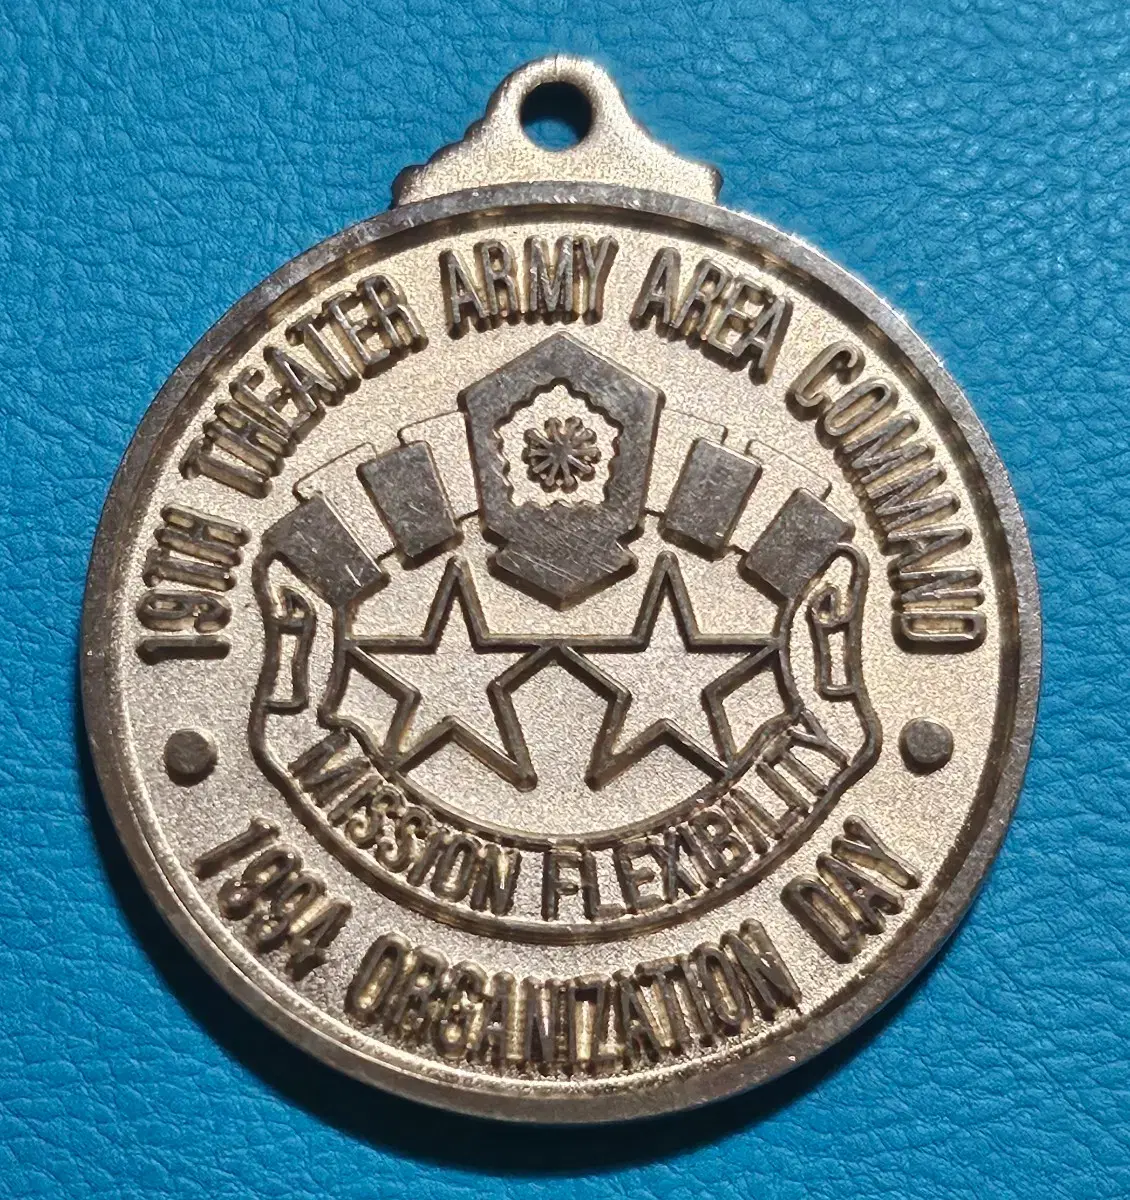 19TH THEATER ARMY AREA COMMAND
MISSION FLEXIBILITY
1994 ORGANIZATION DAY